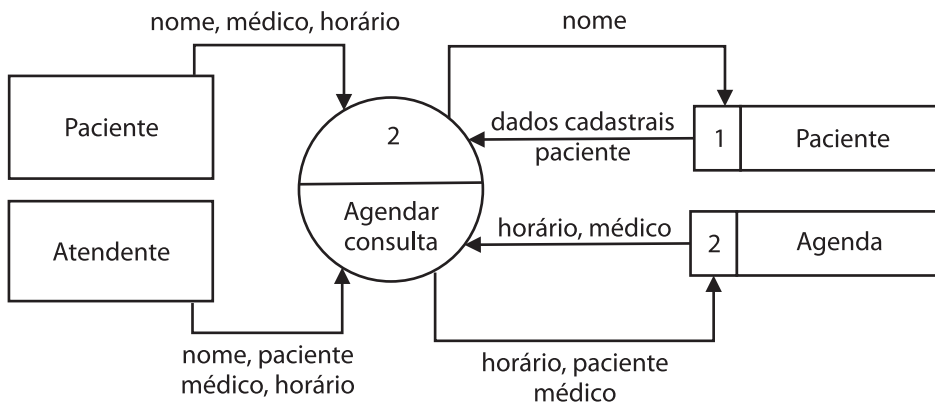 nome, médico, horário
nome
Paciente
2
dados cadastrais
paciente
1
Paciente
Atendente
Agendar
consulta
horário, médico
2
Agenda
nome, paciente
médico, horário
horário, paciente
médico